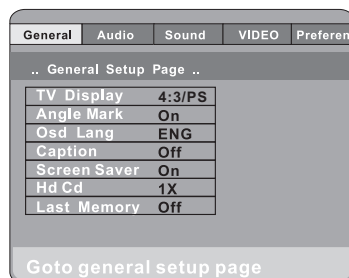 General Audio Sound VIDEO Preferen
.. General Setup Page ..
TV Display 4:3/PS
Angle Mark On
Osd Lang ENG
Caption Off
Screen Saver On
Hd Cd 1X
Last Memory Off
Goto general setup page